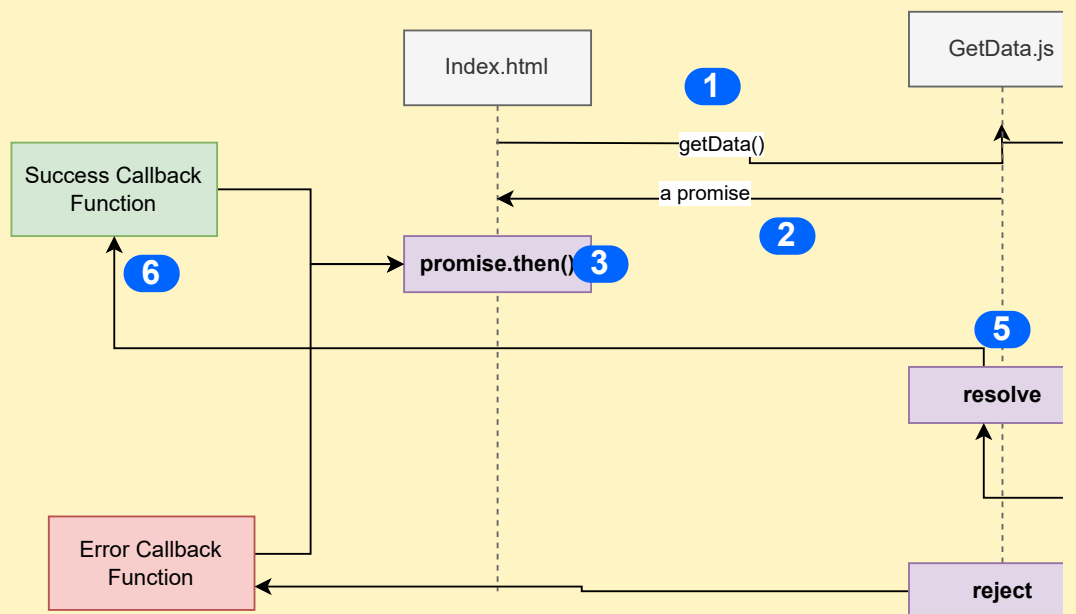 Index.html
GetData.js
1
getData()
Success Callback
Function
a promise
2
promise.then()
3
6
5
resolve
Error Callback
Function
reject